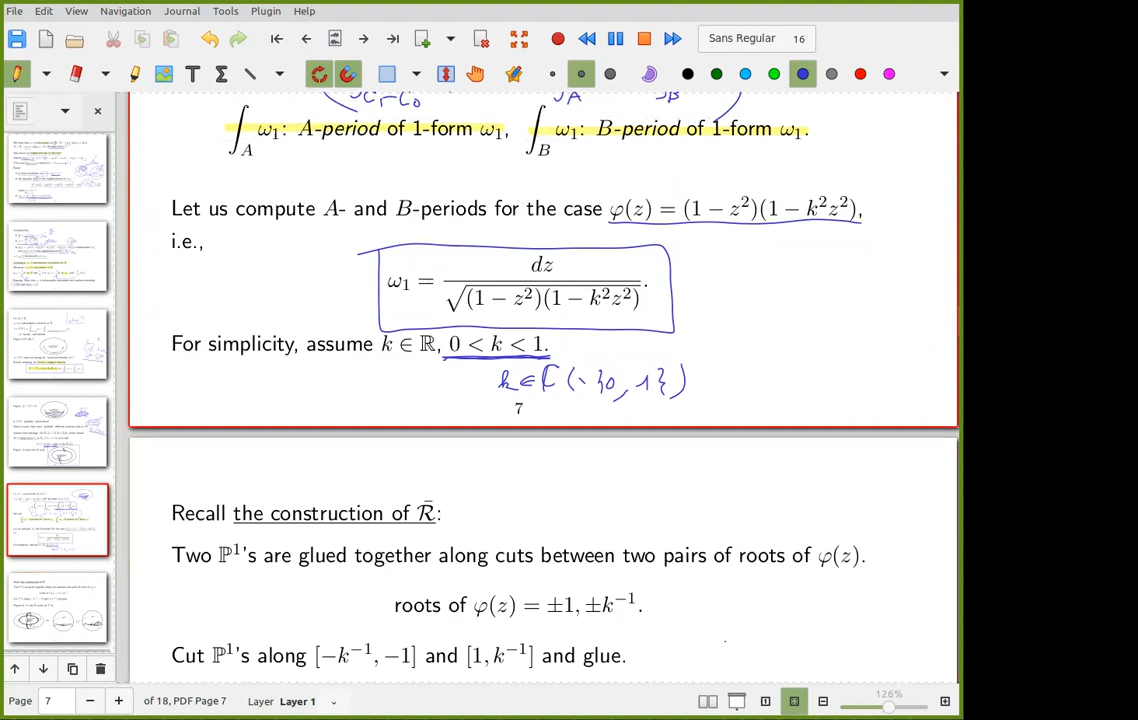 File Edit View Navigation Journal Tools Plugin Help
Sans Regular 16
∫_A ω₁: A-period of 1-form ω₁, ∫_B ω₁: B-period of 1-form ω₁.
Let us compute A- and B-periods for the case φ(z) = (1 − z²)(1 − k²z²),
i.e.,
ω₁ = dz / √((1 − z²)(1 − k²z²)).
For simplicity, assume k ∈ ℝ, 0 < k < 1.
k ∈ ℂ (∖ {0, 1})
7
Recall the construction of R̄:
Two ℙ¹'s are glued together along cuts between two pairs of roots of φ(z).
roots of φ(z) = ±1, ±k⁻¹.
Cut ℙ¹'s along [−k⁻¹, −1] and [1, k⁻¹] and glue.
Page 7 of 18, PDF Page 7 Layer Layer 1 126%